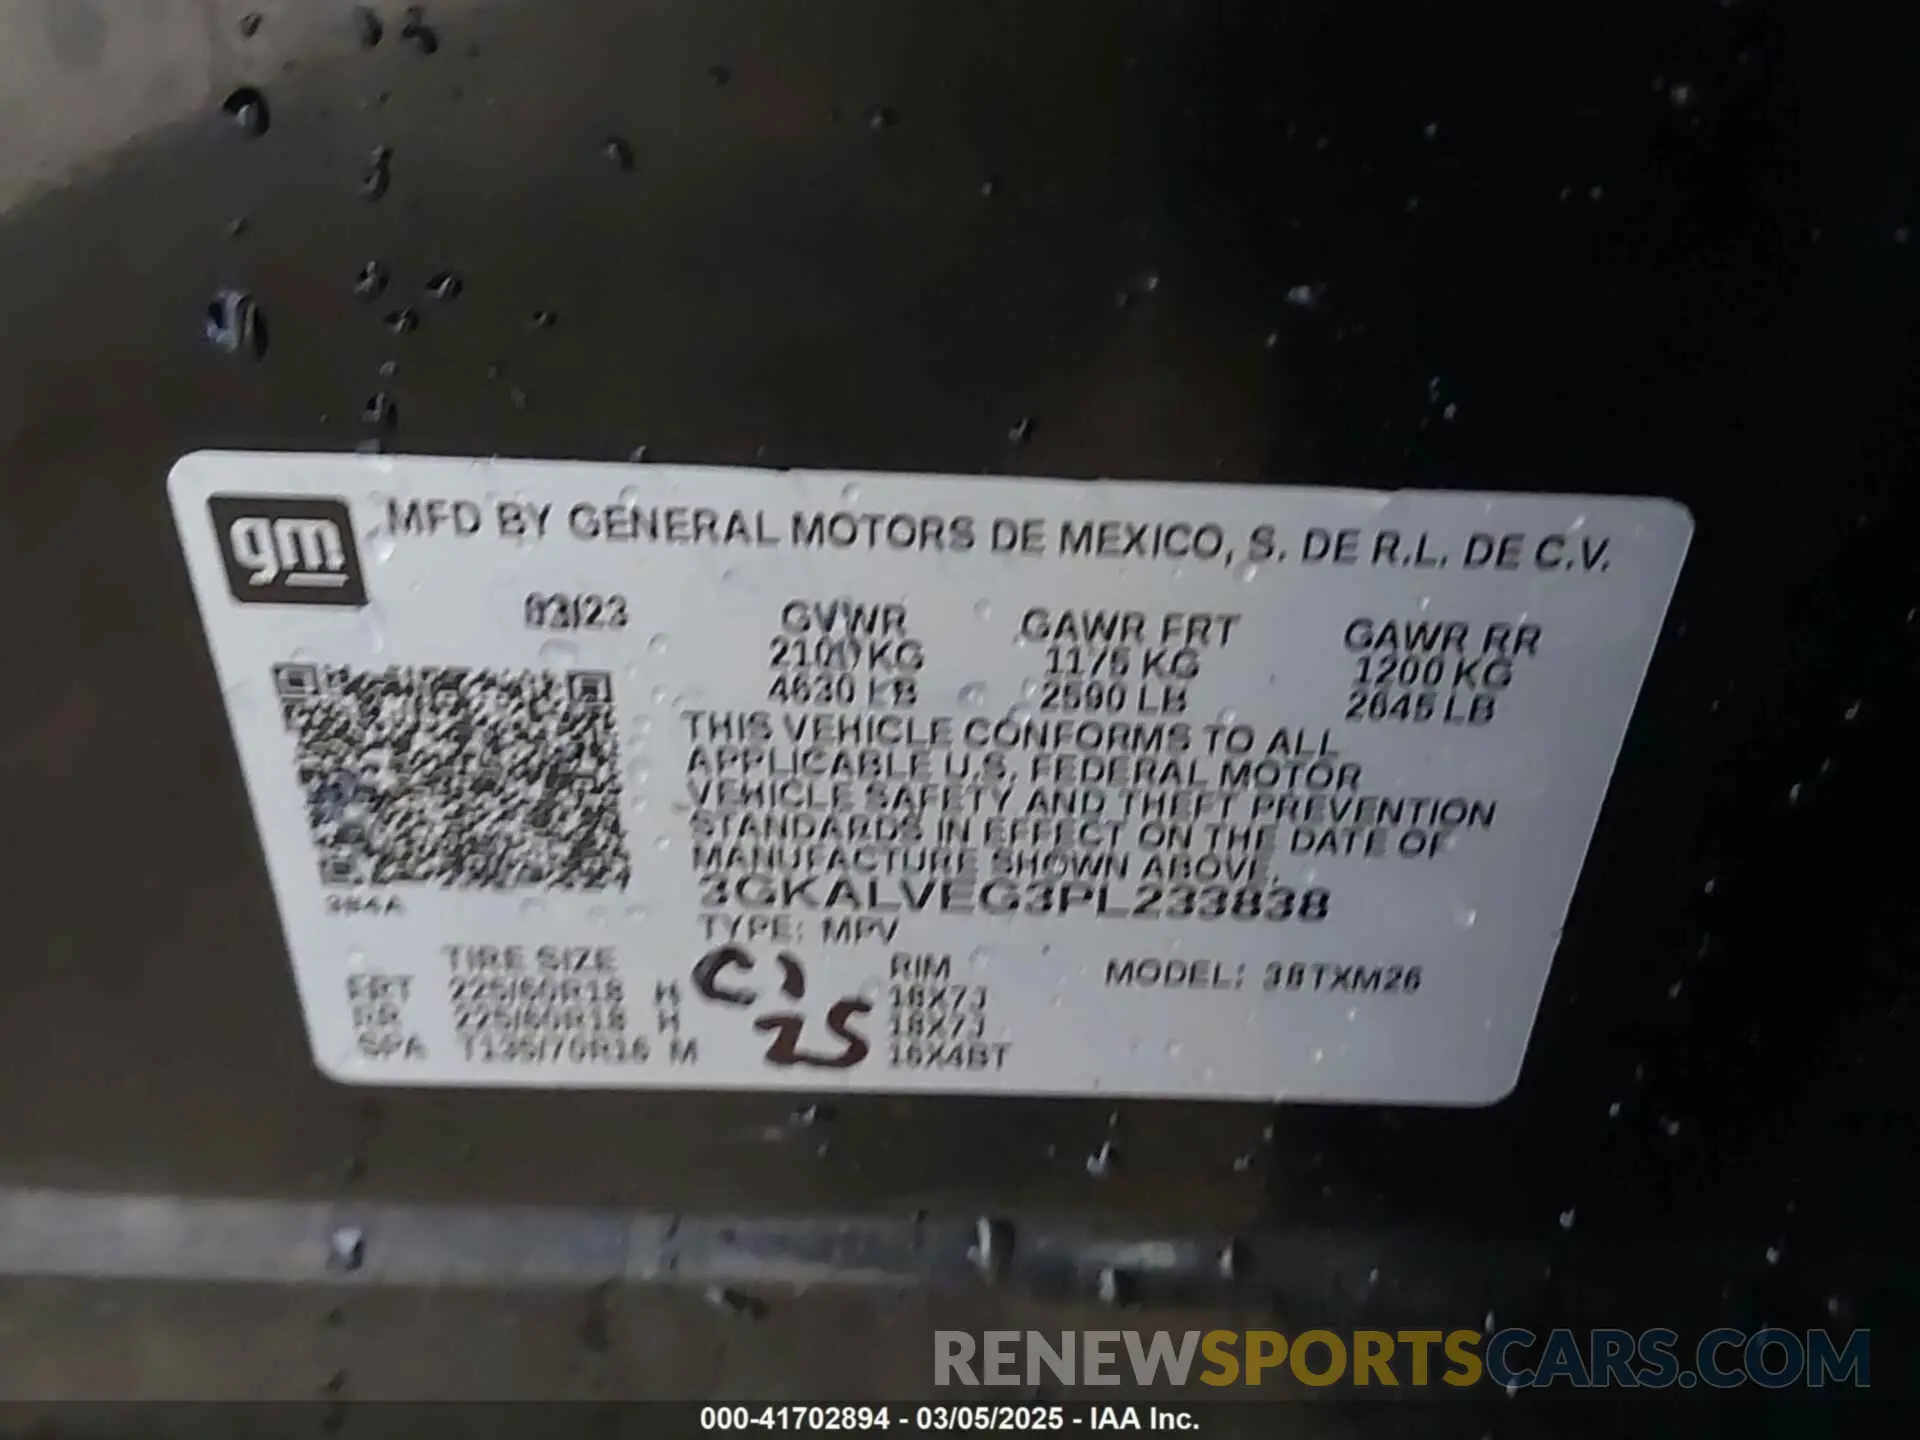 gm
MFD BY GENERAL MOTORS DE MEXICO, S. DE R.L. DE C.V.
03/23 GVWR GAWR FRT GAWR RR
2100 KG 1175 KG 1200 KG
4630 LB 2590 LB 2645 LB
THIS VEHICLE CONFORMS TO ALL
APPLICABLE U.S. FEDERAL MOTOR
VEHICLE SAFETY AND THEFT PREVENTION
STANDARDS IN EFFECT ON THE DATE OF
MANUFACTURE SHOWN ABOVE.
3GKALVEG3PL233838
384A
TYPE: MPV
TIRE SIZE RIM MODEL: 3BTXM26
FRT 225/60R18 H 18X7J
RR 225/60R18 H 18X7J
SPA T135/70R16 M 16X4BT
25
RENEWSPORTSCARS.COM
000-41702894 - 03/05/2025 - IAA Inc.